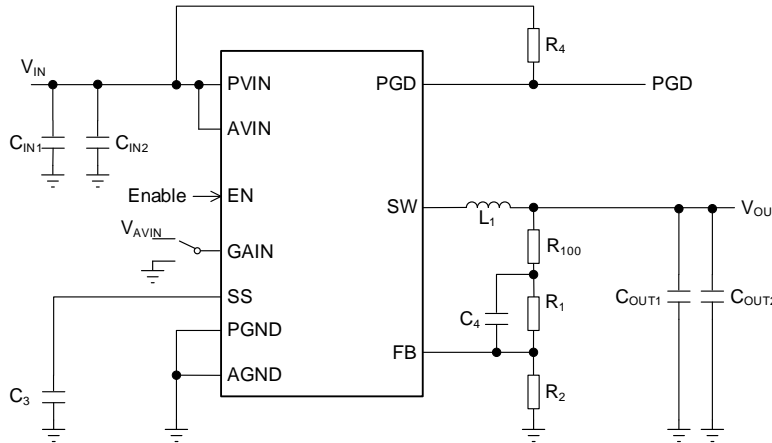 R4
VIN
PVIN
PGD
PGD
AVIN
CIN1
CIN2
Enable
EN
SW
L1
VOU
VAVIN
GAIN
R100
SS
COUT1
COUT2
C4
R1
PGND
FB
AGND
C3
R2